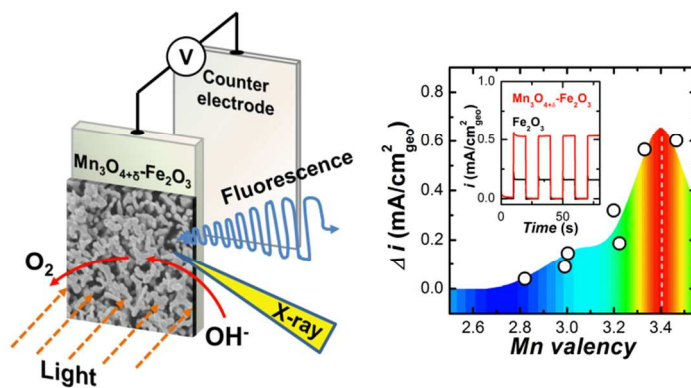 V
Counter
electrode
Mn₃O₄₊δ-Fe₂O₃
Fluorescence
O₂
OH⁻
X-ray
Light
Δ i (mA/cm²geo)
0.8
0.6
0.4
0.2
0.0
2.6 2.8 3.0 3.2 3.4
Mn valency
i (mA/cm²geo)
1.0
0.5
0.0
Mn₃O₄₊δ-Fe₂O₃
Fe₂O₃
0 50
Time (s)